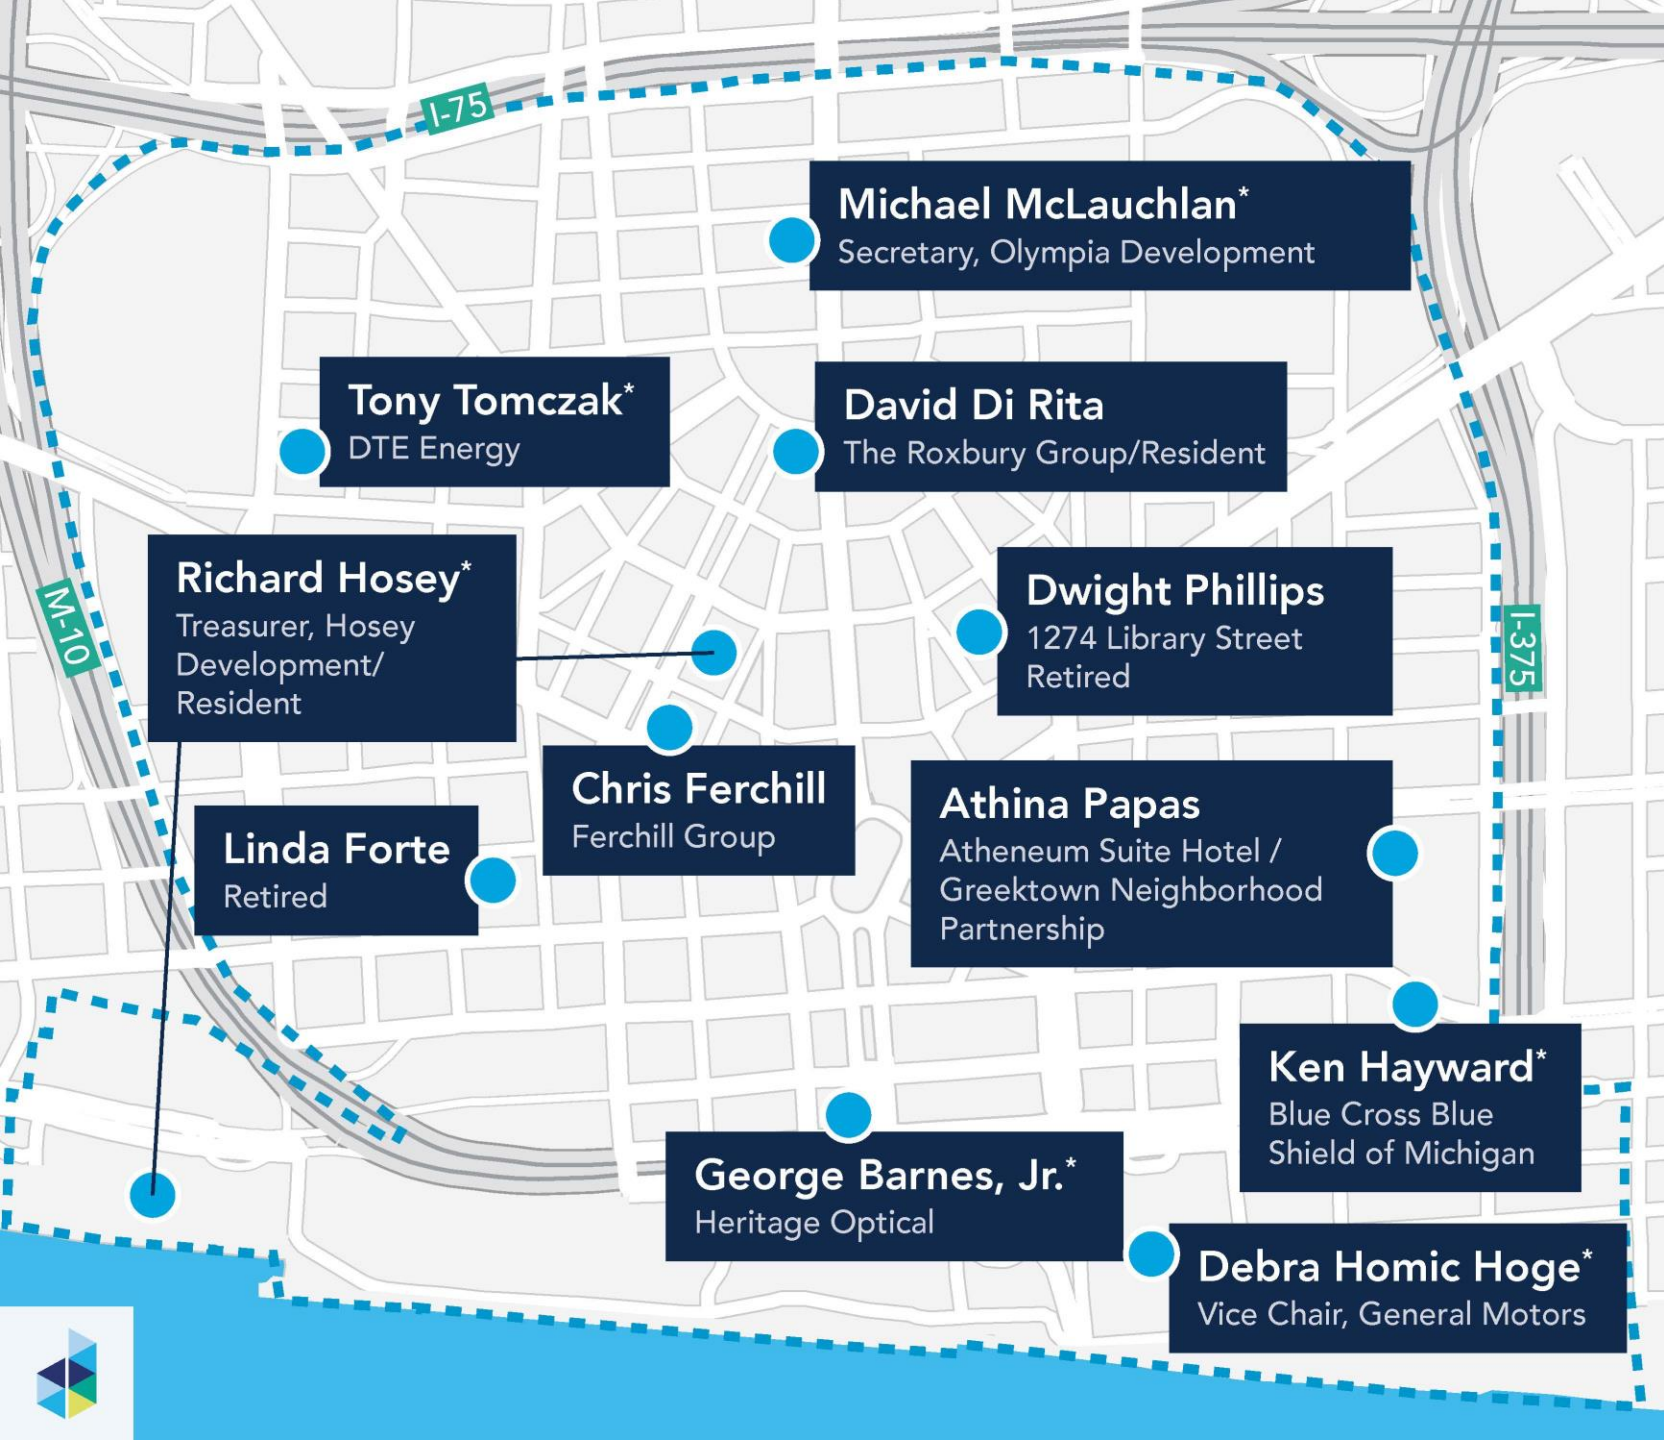 I-75
Michael McLauchlan*
Secretary, Olympia Development
Tony Tomczak*
DTE Energy
David Di Rita
The Roxbury Group/Resident
Richard Hosey*
Treasurer, Hosey
Development/
Resident
Dwight Phillips
1274 Library Street
Retired
M-10
I-375
Chris Ferchill
Ferchill Group
Athina Papas
Atheneum Suite Hotel /
Greektown Neighborhood
Partnership
Linda Forte
Retired
Ken Hayward*
Blue Cross Blue
Shield of Michigan
George Barnes, Jr.*
Heritage Optical
Debra Homic Hoge*
Vice Chair, General Motors